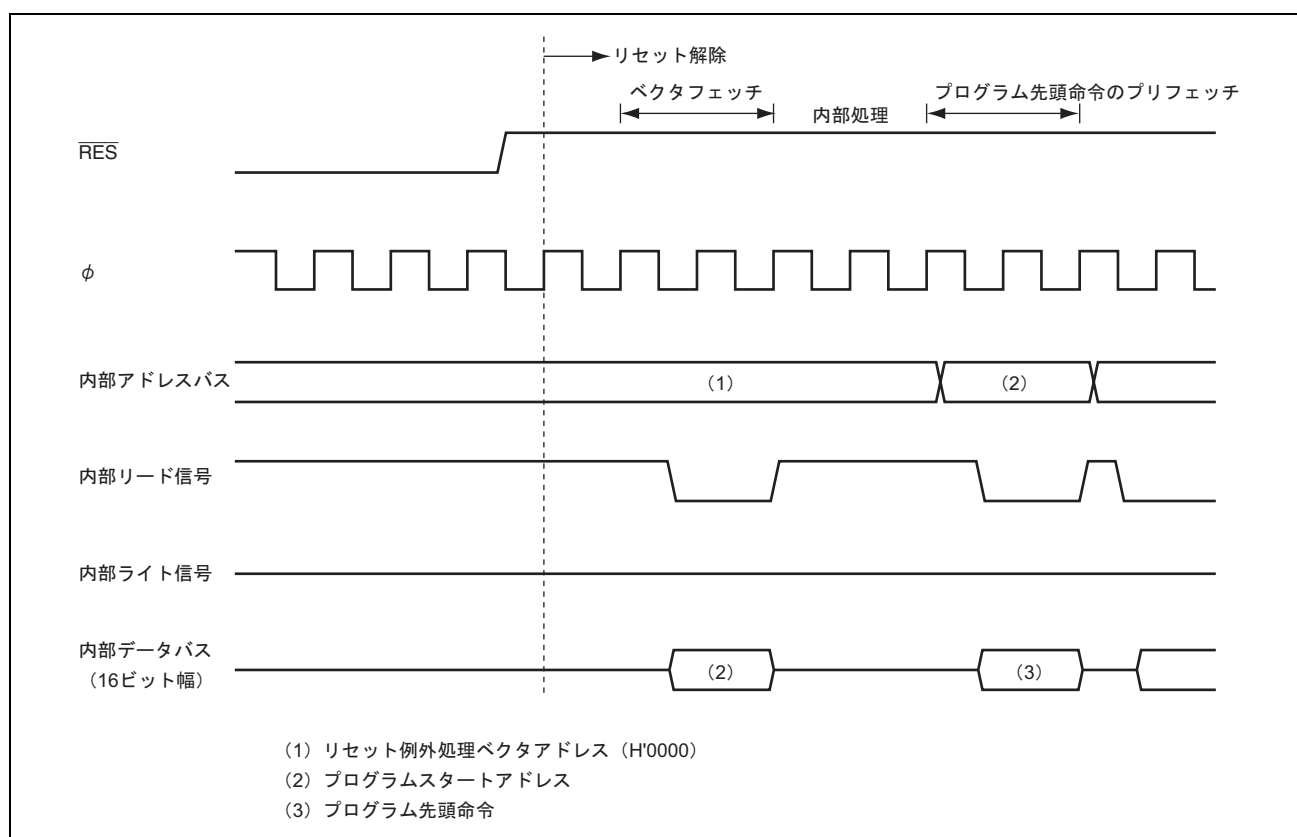 リセット解除
ベクタフェッチ
内部処理
プログラム先頭命令のプリフェッチ
RES
φ
内部アドレスバス
(1)
(2)
内部リード信号
内部ライト信号
内部データバス
(16ビット幅)
(2)
(3)
(1) リセット例外処理ベクタアドレス(H'0000)
(2) プログラムスタートアドレス
(3) プログラム先頭命令